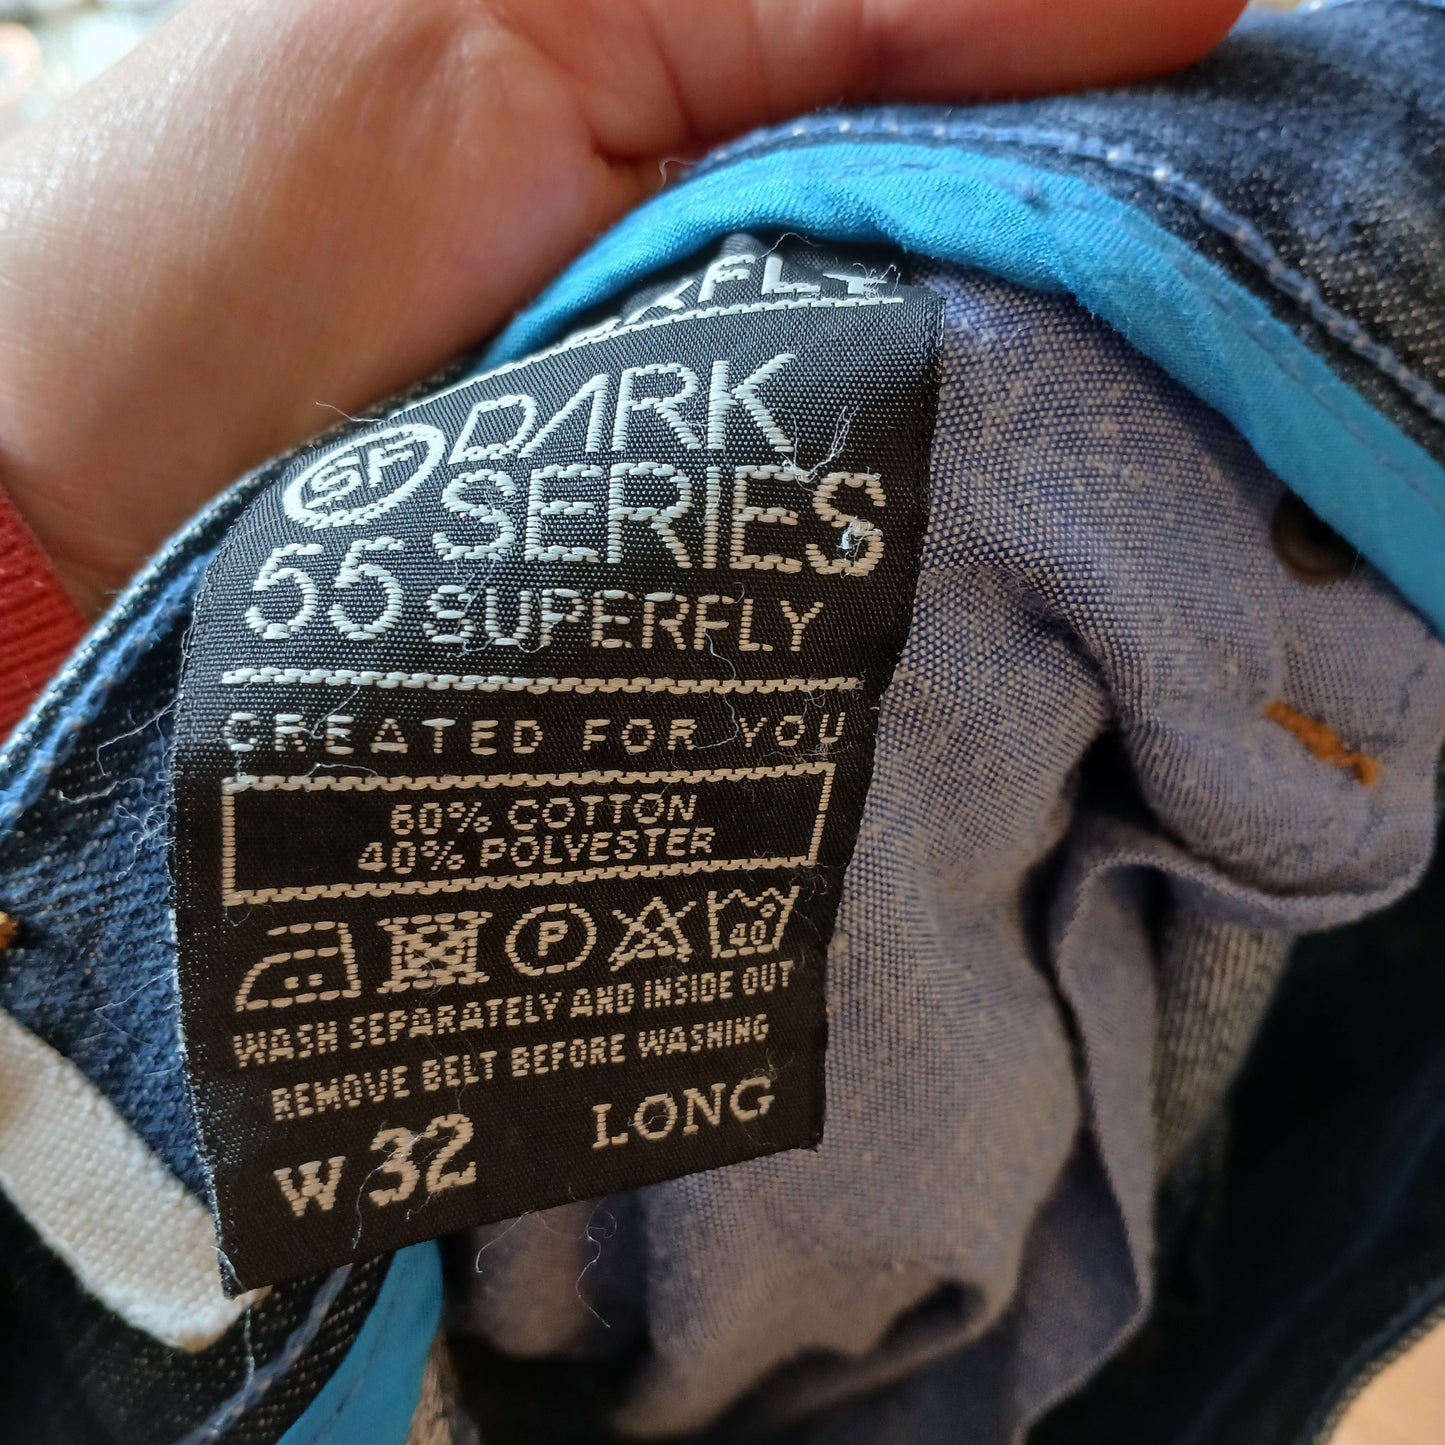 FLY
SF DARK
SERIES
55 SUPERFLY
CREATED FOR YOU
60% COTTON
40% POLYESTER
P 40
WASH SEPARATELY AND INSIDE OUT
REMOVE BELT BEFORE WASHING
W 32 LONG